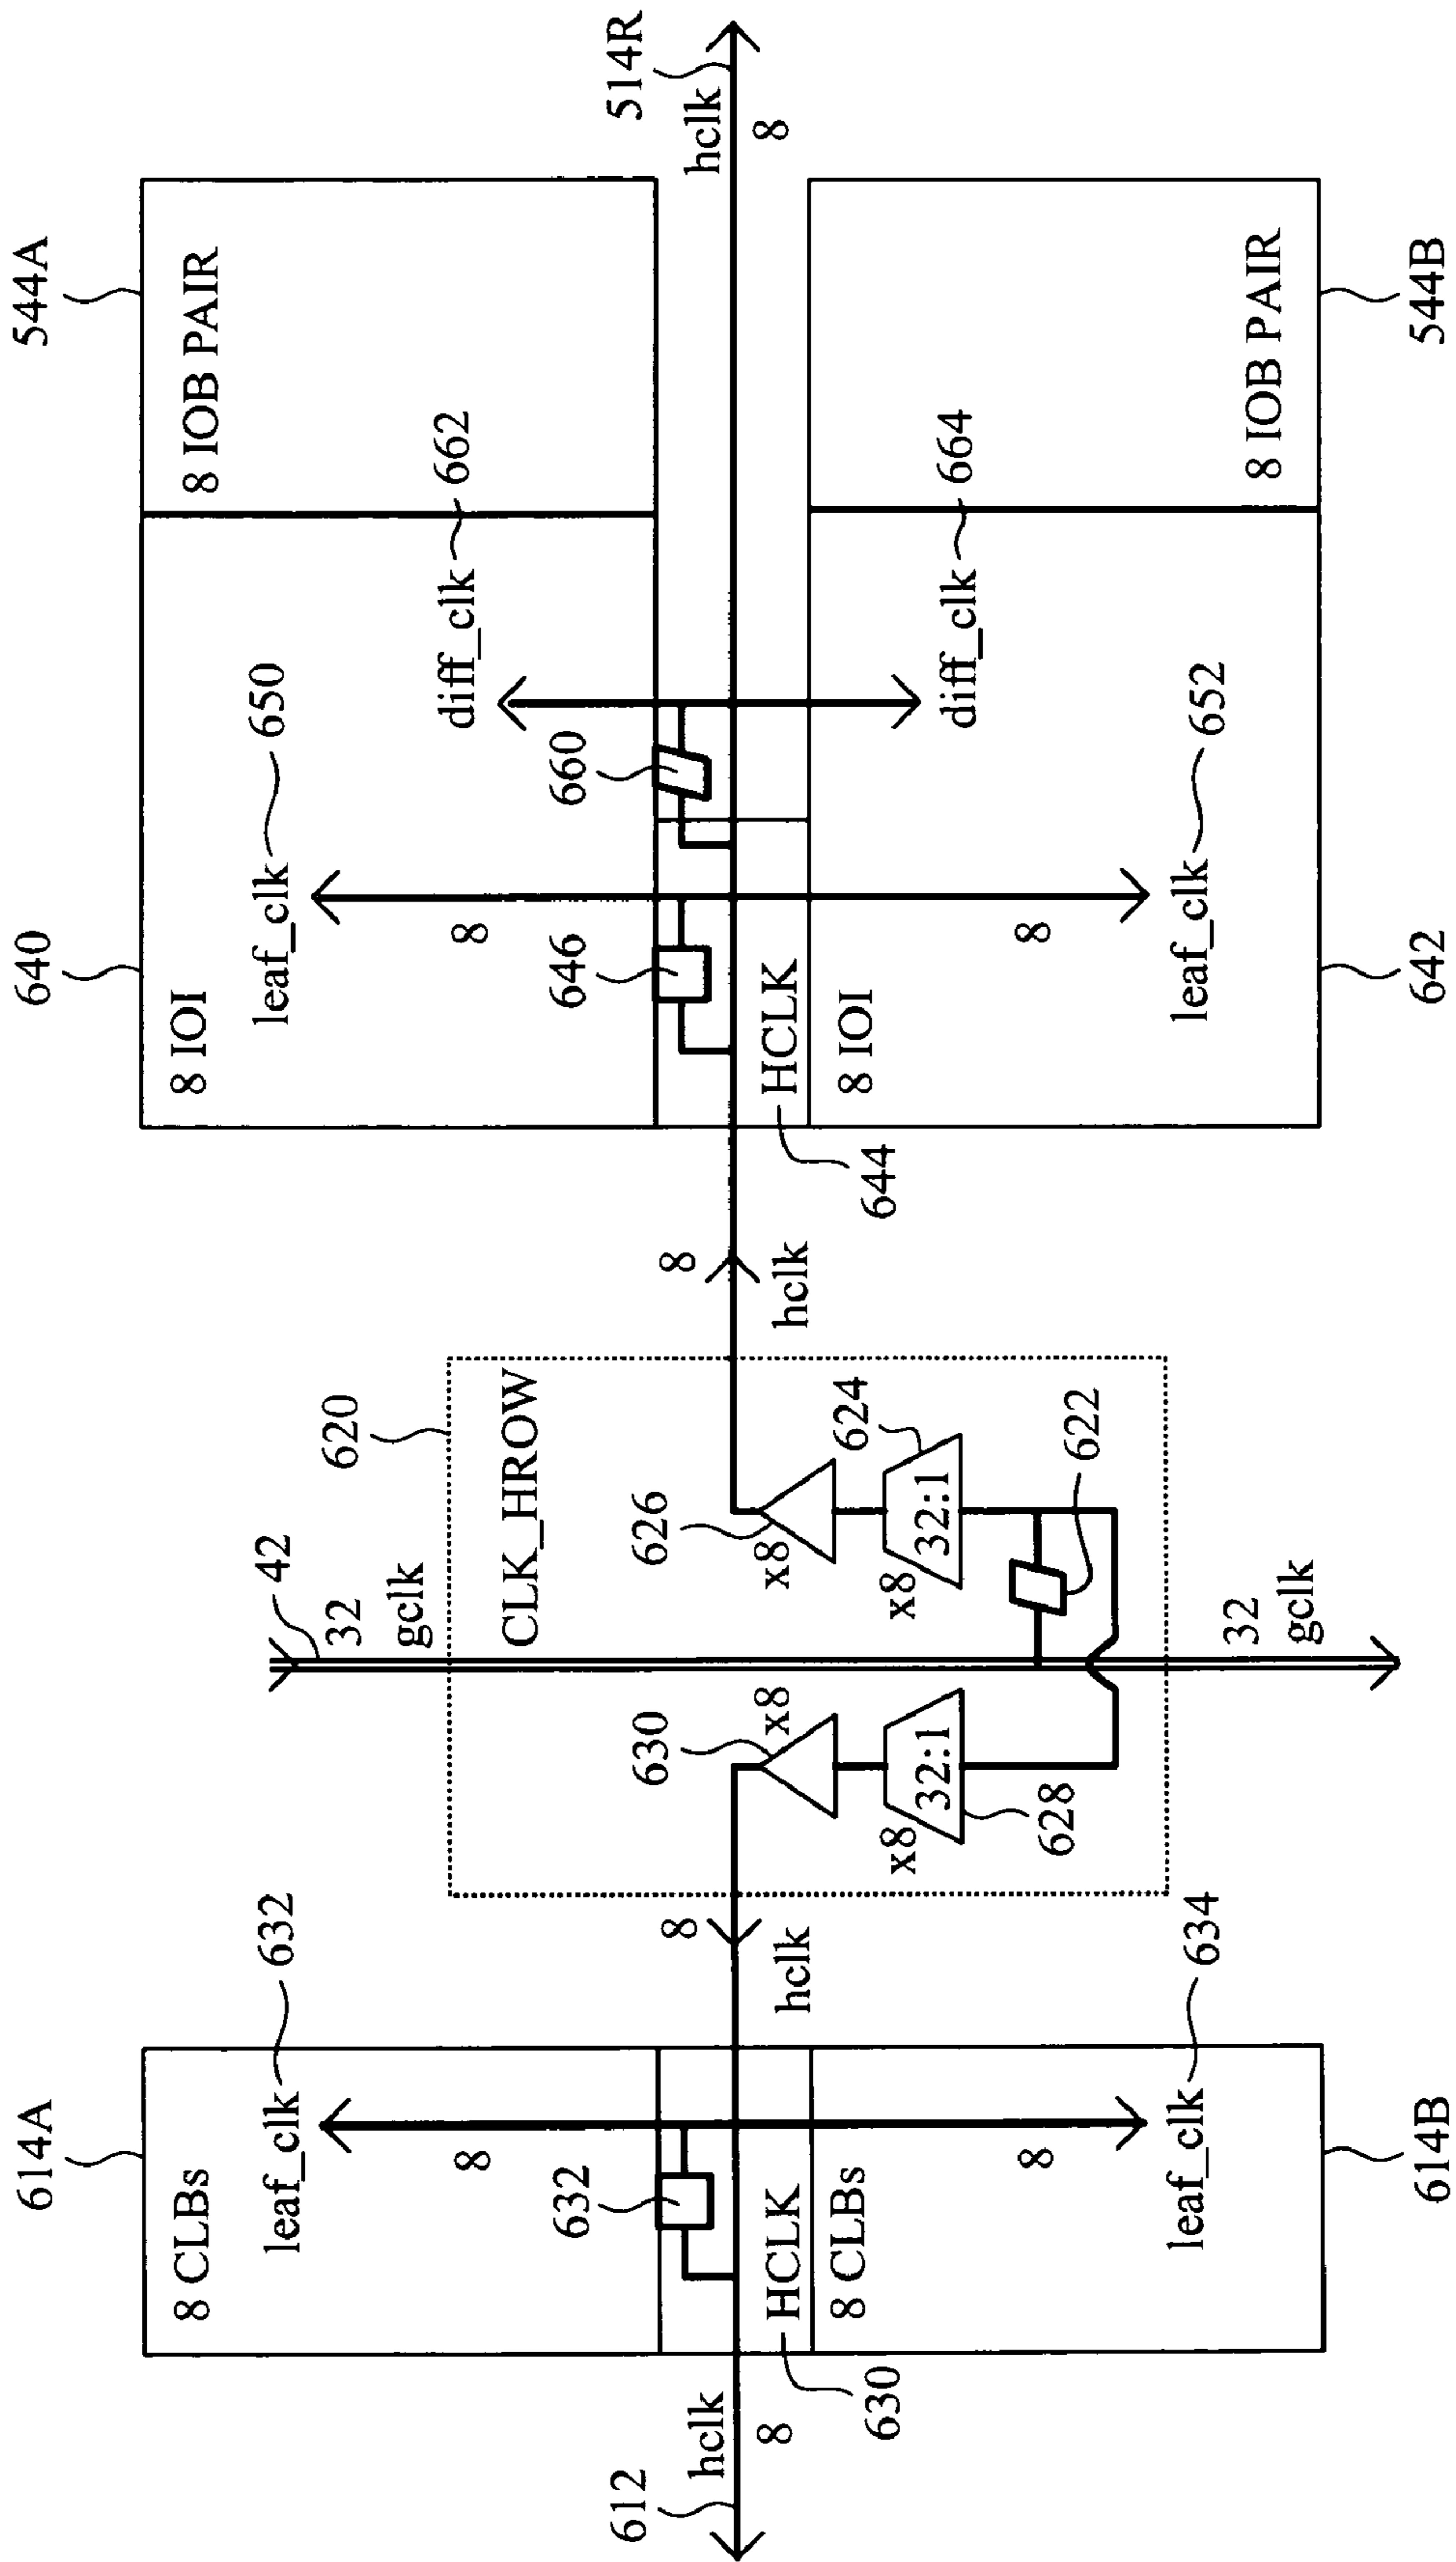 614A
8 CLBs
leaf_clk
632
8
632
612
hclk
8
HCLK
630
8 CLBs
8
leaf_clk
634
614B
8
hclk
42
32
gclk
620
CLK_HROW
630
x8
626
x8
32:1
x8
628
32:1
x8
624
622
32
gclk
8
hclk
640
8 IOI
leaf_clk
650
8
646
660
diff_clk
662
544A
8 IOB PAIR
514R
hclk
8
HCLK
644
8 IOI
8
leaf_clk
652
642
diff_clk
664
8 IOB PAIR
544B